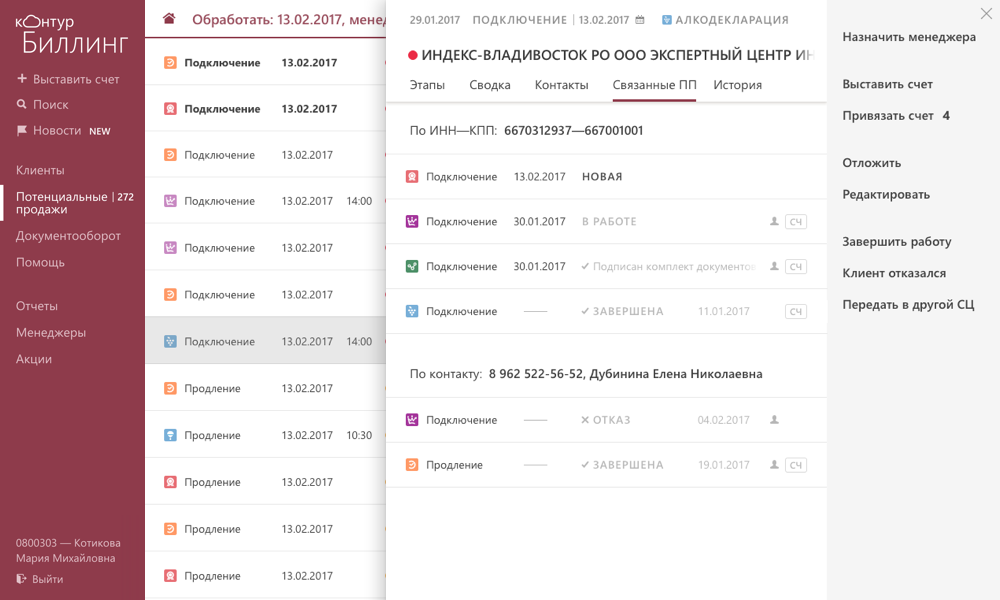 контур
Биллинг
Выставить счет
Поиск
Новости NEW
Клиенты
Потенциальные | 272
продажи
Документооборот
Помощь
Отчеты
Менеджеры
Акции
0800303 — Котикова
Мария Михайловна
Выйти
Обработать: 13.02.2017,
Подключение 13.02.2017
Подключение 13.02.2017
Подключение 13.02.2017
Подключение 13.02.2017 14:00
Подключение 13.02.2017
Подключение 13.02.2017
Подключение 13.02.2017 14:00
Продление 13.02.2017
Продление 13.02.2017 10:30
Продление 13.02.2017
Продление 13.02.2017
Продление 13.02.2017
29.01.2017 ПОДКЛЮЧЕНИЕ | 13.02.2017 АЛКОДЕКЛАРАЦИЯ
ИНДЕКС-ВЛАДИВОСТОК РО ООО ЭКСПЕРТНЫЙ ЦЕНТР
Этапы Сводка Контакты Связанные ПП История
По ИНН—КПП: 6670312937—667001001
Подключение 13.02.2017 НОВАЯ
Подключение 30.01.2017 В РАБОТЕ СЧ
Подключение 30.01.2017 Подписан комплект документов СЧ
Подключение —— ЗАВЕРШЕНА 11.01.2017 СЧ
По контакту: 8 962 522-56-52, Дубинина Елена Николаевна
Подключение —— ОТКАЗ 04.02.2017
Продление —— ЗАВЕРШЕНА 19.01.2017 СЧ
Назначить менеджера
Выставить счет
Привязать счет 4
Отложить
Редактировать
Завершить работу
Клиент отказался
Передать в другой СЦ